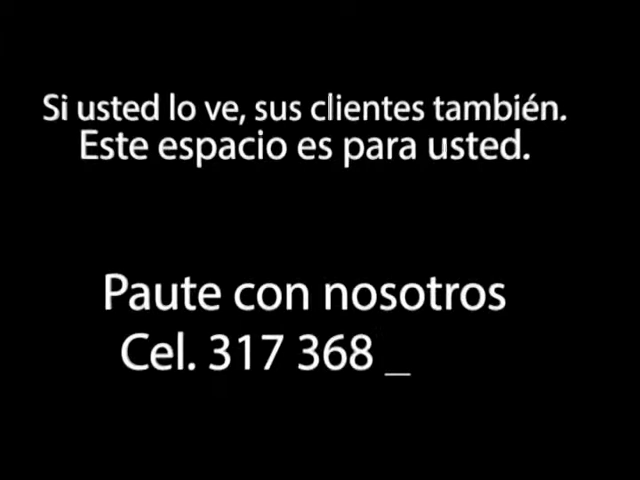 Si usted lo ve, sus clientes también.
Este espacio es para usted.
Paute con nosotros
Cel. 317 368 _